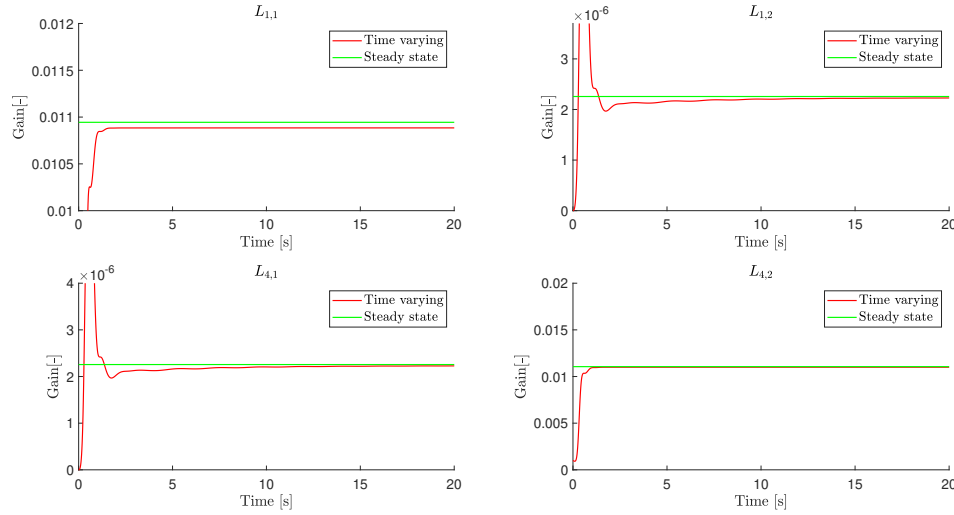 L1,1
Gain[-]
0.012
0.0115
0.011
0.0105
0.01
Time varying
Steady state
0 5 10 15 20
Time [s]
L1,2
×10-6
Gain[-]
3
2
1
0
Time varying
Steady state
0 5 10 15 20
Time [s]
L4,1
×10-6
Gain[-]
4
3
2
1
0
Time varying
Steady state
0 5 10 15 20
Time [s]
L4,2
Gain[-]
0.02
0.015
0.01
0.005
0
Time varying
Steady state
0 5 10 15 20
Time [s]